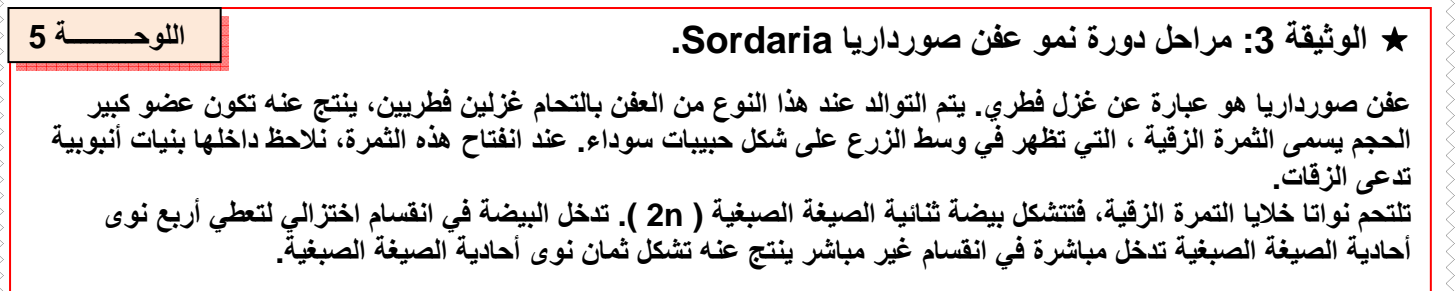 اللوحـــــــــة 5
★ الوثيقة 3: مراحل دورة نمو عفن صورداريا Sordaria.
عفن صورداريا هو عبارة عن غزل فطري. يتم التوالد عند هذا النوع من العفن بالتحام غزلين فطريين، ينتج عنه تكون عضو كبير
الحجم يسمى الثمرة الزقية ، التي تظهر في وسط الزرع على شكل حبيبات سوداء. عند انفتاح هذه الثمرة، نلاحظ داخلها بنيات أنبوبية
تدعى الزقات.
تلتحم نواتا خلايا التمرة الزقية، فتتشكل بيضة ثنائية الصيغة الصبغية ( 2n ). تدخل البيضة في انقسام اختزالي لتعطي أربع نوى
أحادية الصيغة الصبغية تدخل مباشرة في انقسام غير مباشر ينتج عنه تشكل ثمان نوى أحادية الصيغة الصبغية.